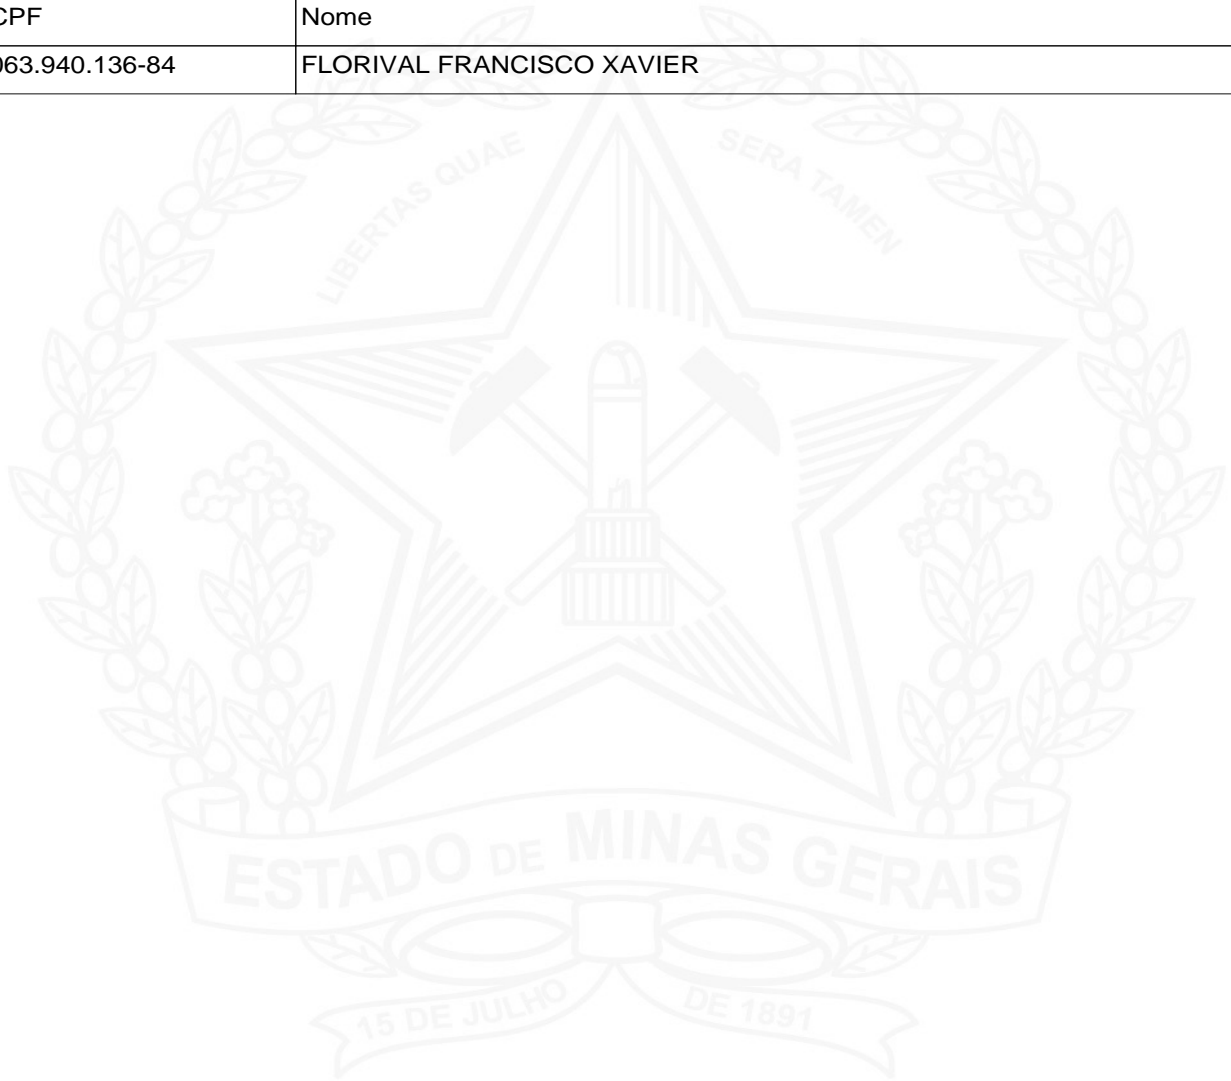 CPF Nome
063.940.136-84 FLORIVAL FRANCISCO XAVIER
LIBERTAS QUAE SERA TAMEN
ESTADO DE MINAS GERAIS
15 DE JULHO DE 1891